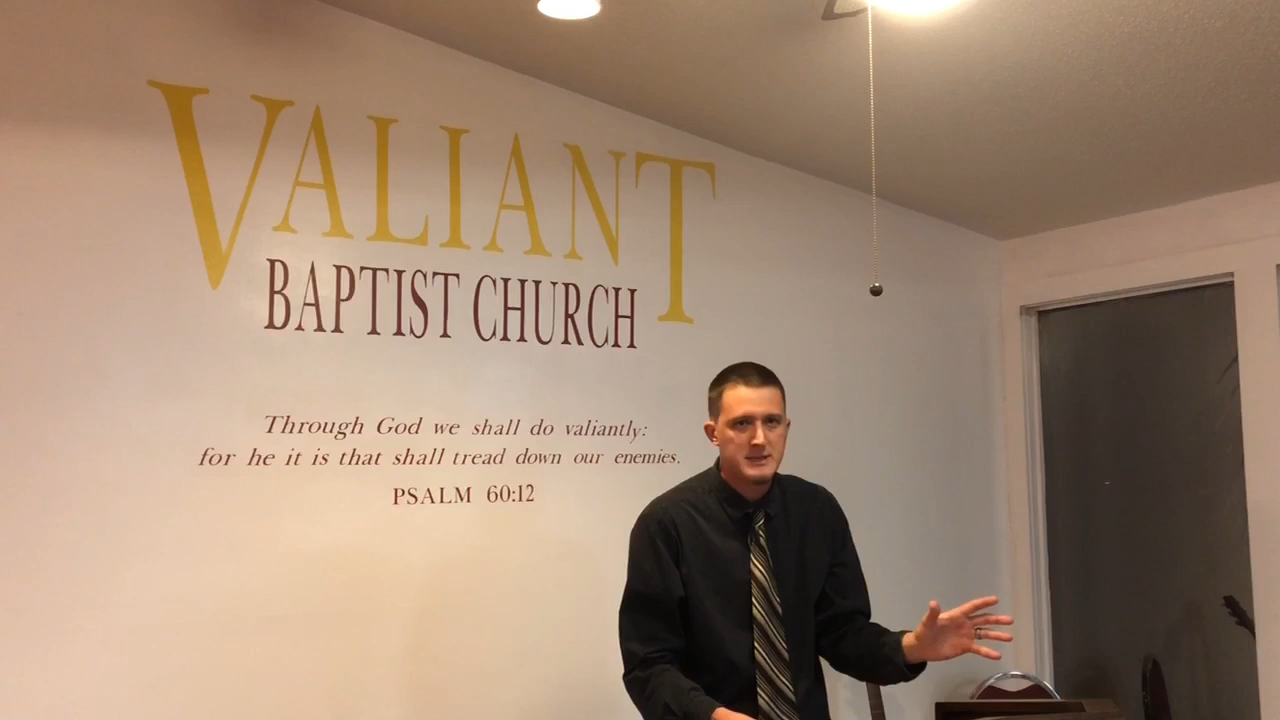 VALIANT
BAPTIST CHURCH
Through God we shall do valiantly:
for he it is that shall tread down our enemies.
PSALM 60:12